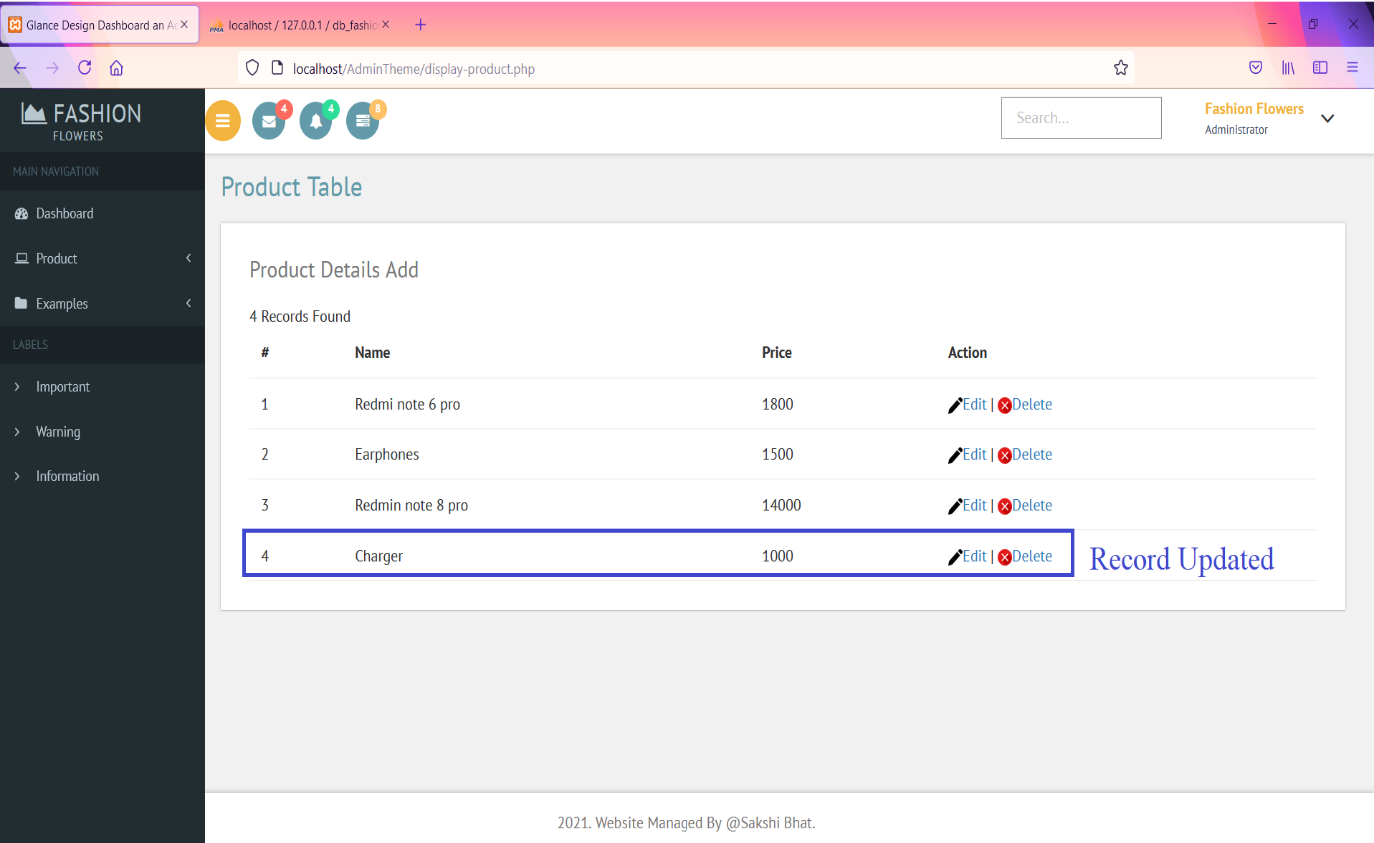 Glance Design Dashboard an Ad
localhost / 127.0.0.1 / db_fashio
localhost/AdminTheme/display-product.php
FASHION
FLOWERS
4
4
8
Search...
Fashion Flowers
Administrator
MAIN NAVIGATION
Dashboard
Product
Examples
LABELS
Important
Warning
Information
Product Table
Product Details Add
4 Records Found
# Name Price Action
1 Redmi note 6 pro 1800 Edit | Delete
2 Earphones 1500 Edit | Delete
3 Redmin note 8 pro 14000 Edit | Delete
4 Charger 1000 Edit | Delete
Record Updated
2021. Website Managed By @Sakshi Bhat.